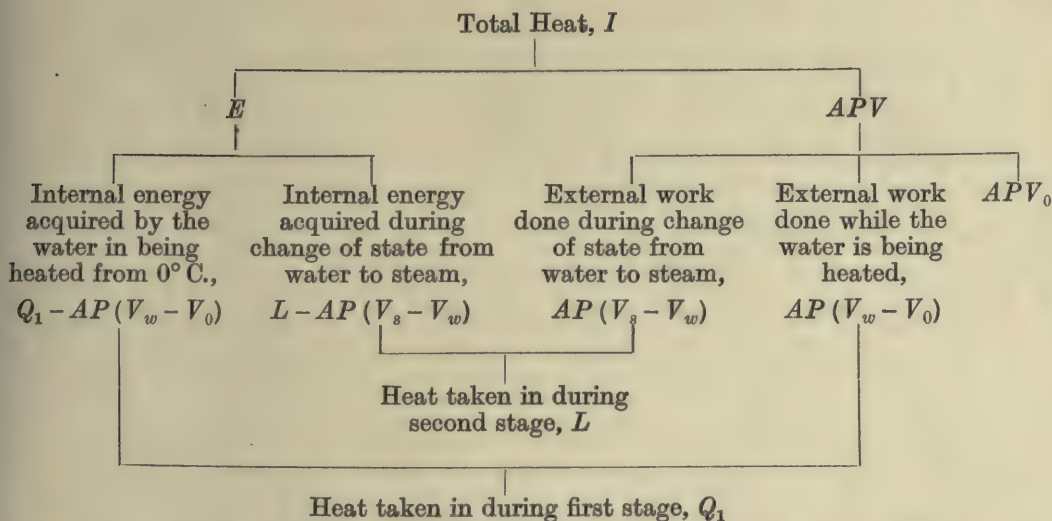 Total Heat, I
E
APV
Internal energy
acquired by the
water in being
heated from 0° C.,
Q₁ – AP (V_w – V₀)
Internal energy
acquired during
change of state from
water to steam,
L – AP (V_s – V_w)
External work
done during change
of state from
water to steam,
AP (V_s – V_w)
External work
done while the
water is being
heated,
AP (V_w – V₀)
APV₀
Heat taken in during
second stage, L
Heat taken in during first stage, Q₁